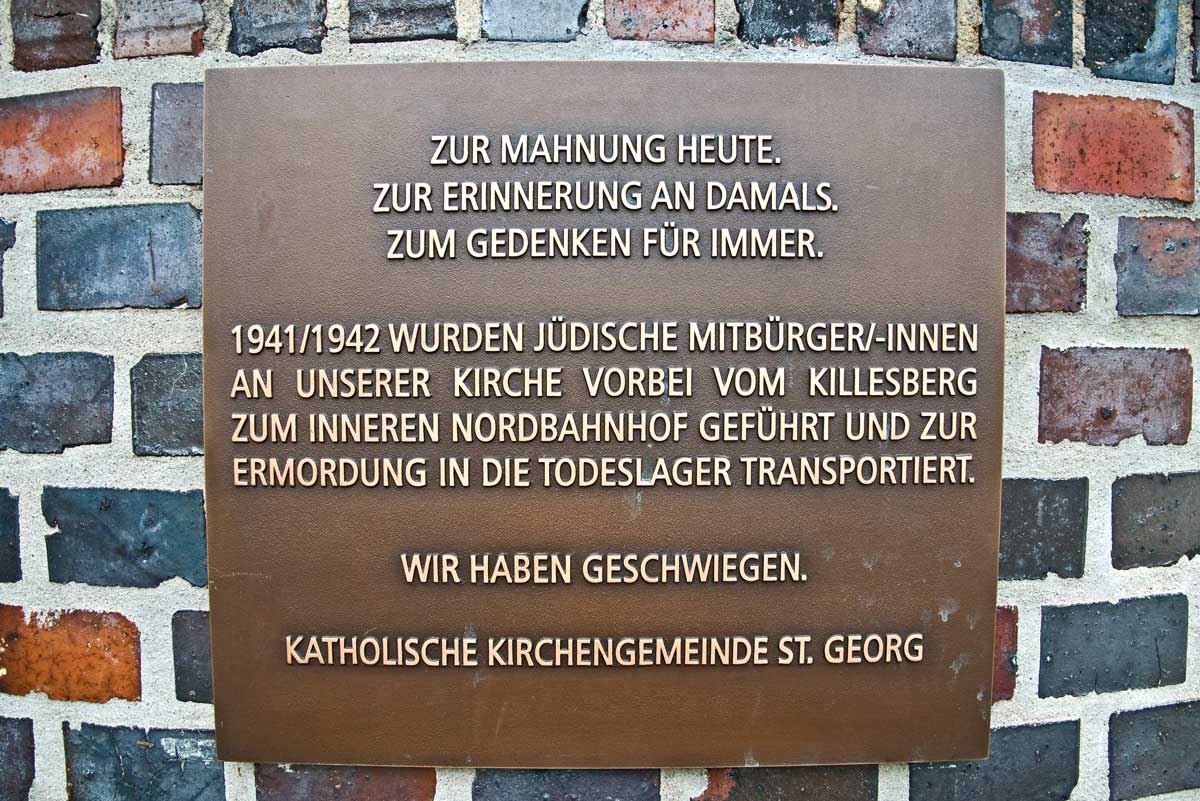 ZUR MAHNUNG HEUTE.
ZUR ERINNERUNG AN DAMALS.
ZUM GEDENKEN FÜR IMMER.
1941/1942 WURDEN JÜDISCHE MITBÜRGER/-INNEN
AN UNSERER KIRCHE VORBEI VOM KILLESBERG
ZUM INNEREN NORDBAHNHOF GEFÜHRT UND ZUR
ERMORDUNG IN DIE TODESLAGER TRANSPORTIERT.
WIR HABEN GESCHWIEGEN.
KATHOLISCHE KIRCHENGEMEINDE ST. GEORG